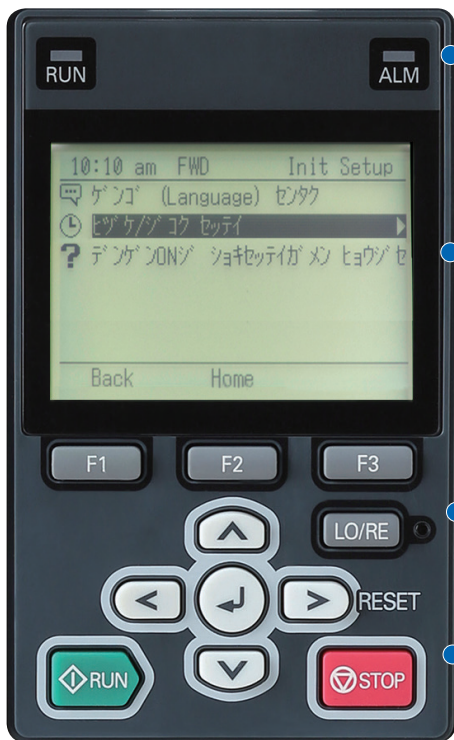 RUN
ALM
10:10 am FWD Init Setup
ゲンゴ (Language) センタク
ヒヅケ/ジコク セッテイ
デンゲンONジ ショキセッテイガメン ヒョウジセ
Back Home
F1 F2 F3
LO/RE
RESET
RUN
STOP